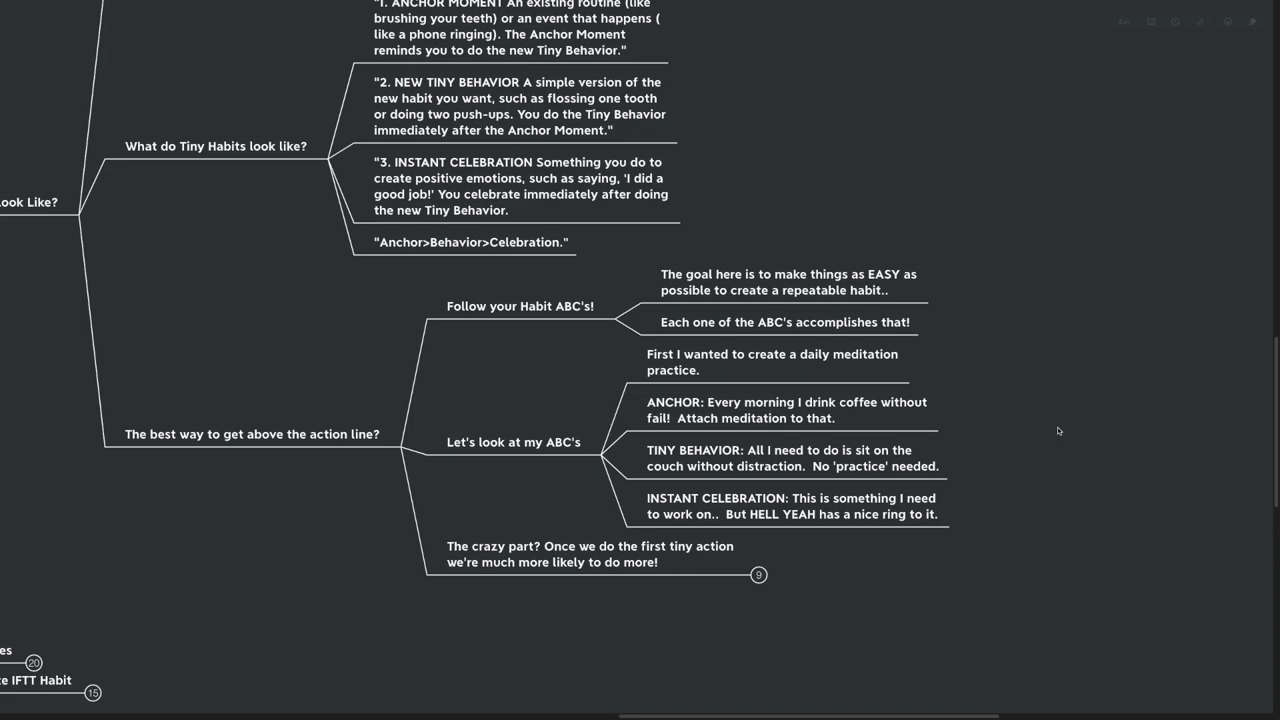 "1. ANCHOR MOMENT An existing routine (like
brushing your teeth) or an event that happens (
like a phone ringing). The Anchor Moment
reminds you to do the new Tiny Behavior."
"2. NEW TINY BEHAVIOR A simple version of the
new habit you want, such as flossing one tooth
or doing two push-ups. You do the Tiny Behavior
immediately after the Anchor Moment."
What do Tiny Habits look like?
"3. INSTANT CELEBRATION Something you do to
create positive emotions, such as saying, 'I did a
good job!' You celebrate immediately after doing
the new Tiny Behavior.
Look Like?
"Anchor>Behavior>Celebration."
Follow your Habit ABC's!
The goal here is to make things as EASY as
possible to create a repeatable habit..
Each one of the ABC's accomplishes that!
The best way to get above the action line?
Let's look at my ABC's
First I wanted to create a daily meditation
practice.
ANCHOR: Every morning I drink coffee without
fail!  Attach meditation to that.
TINY BEHAVIOR: All I need to do is sit on the
couch without distraction.  No 'practice' needed.
INSTANT CELEBRATION: This is something I need
to work on..  But HELL YEAH has a nice ring to it.
The crazy part? Once we do the first tiny action
we're much more likely to do more!
9
es
20
te IFTT Habit
15